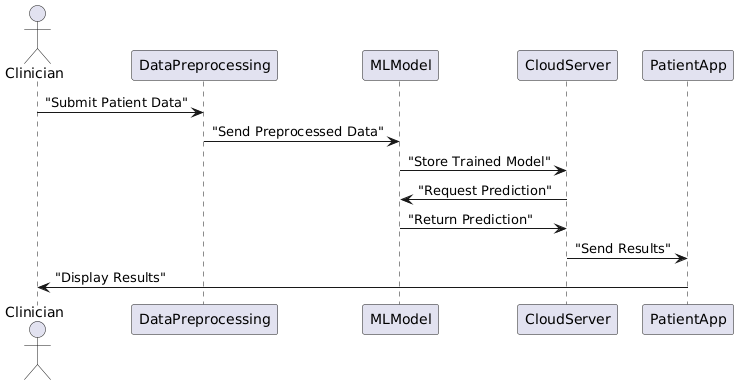 Clinician
DataPreprocessing
MLModel
CloudServer
PatientApp
"Submit Patient Data"
"Send Preprocessed Data"
"Store Trained Model"
"Request Prediction"
"Return Prediction"
"Send Results"
"Display Results"
Clinician
DataPreprocessing
MLModel
CloudServer
PatientApp